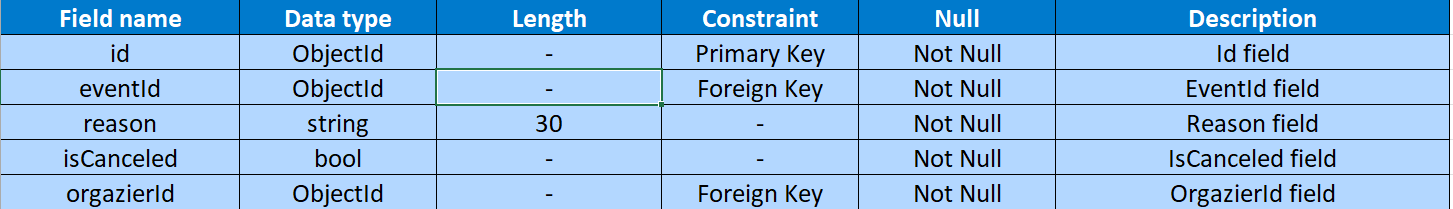 Field name Data type Length Constraint Null Description
id ObjectId - Primary Key Not Null Id field
eventId ObjectId - Foreign Key Not Null EventId field
reason string 30 - Not Null Reason field
isCanceled bool - - Not Null IsCanceled field
orgazierId ObjectId - Foreign Key Not Null OrgazierId field